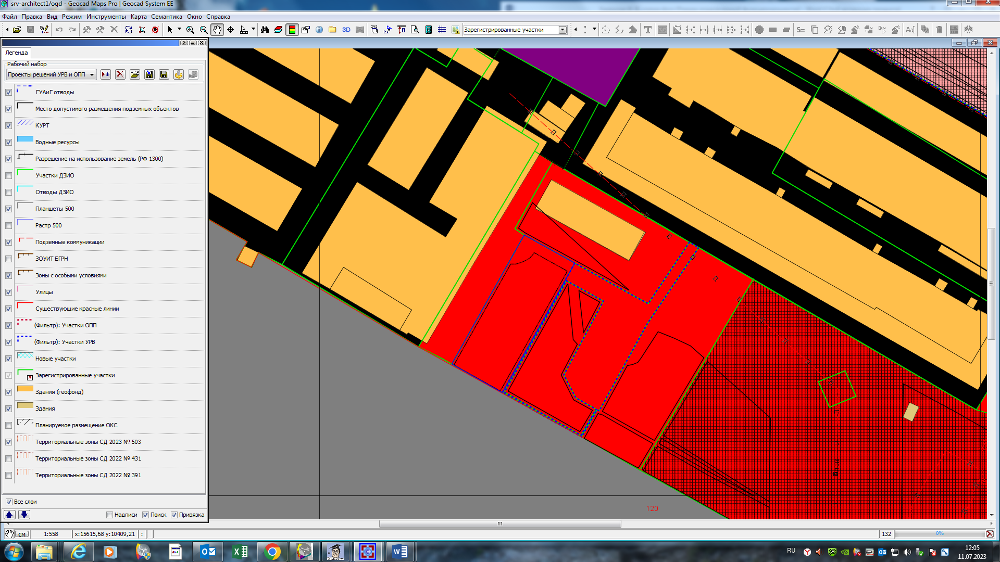 srv-architect1/ogd - Geocad Maps Pro | Geocad System EE
Файл Правка Вид Режим Инструменты Карта Семантика Окно Справка
3D Зарегистрированные участки
Легенда
Рабочий набор
Проекты решений УРВ и ОПП
ГУАиГ отводы
Место допустимого размещения подземных объектов
КУРТ
Водные ресурсы
Разрешение на использование земель (РФ 1300)
Участки ДЗИО
Отводы ДЗИО
Планшеты 500
Растр 500
Подземные коммуникации
ЗОУИТ ЕГРН
Зоны с особыми условиями
Улицы
Существующие красные линии
(Фильтр): Участки ОПП
(Фильтр): Участки УРВ
Новые участки
a Зарегистрированные участки
Здания (геофонд)
Здания
Планируемое размещение ОКС
Территориальные зоны СД 2023 № 503
Территориальные зоны СД 2022 № 431
Территориальные зоны СД 2022 № 391
Все слои
Надписи Поиск Привязка
120
СМ 1:558 x:15615,68 y:10409,21 : 132 0%
RU 12:05
11.07.2023